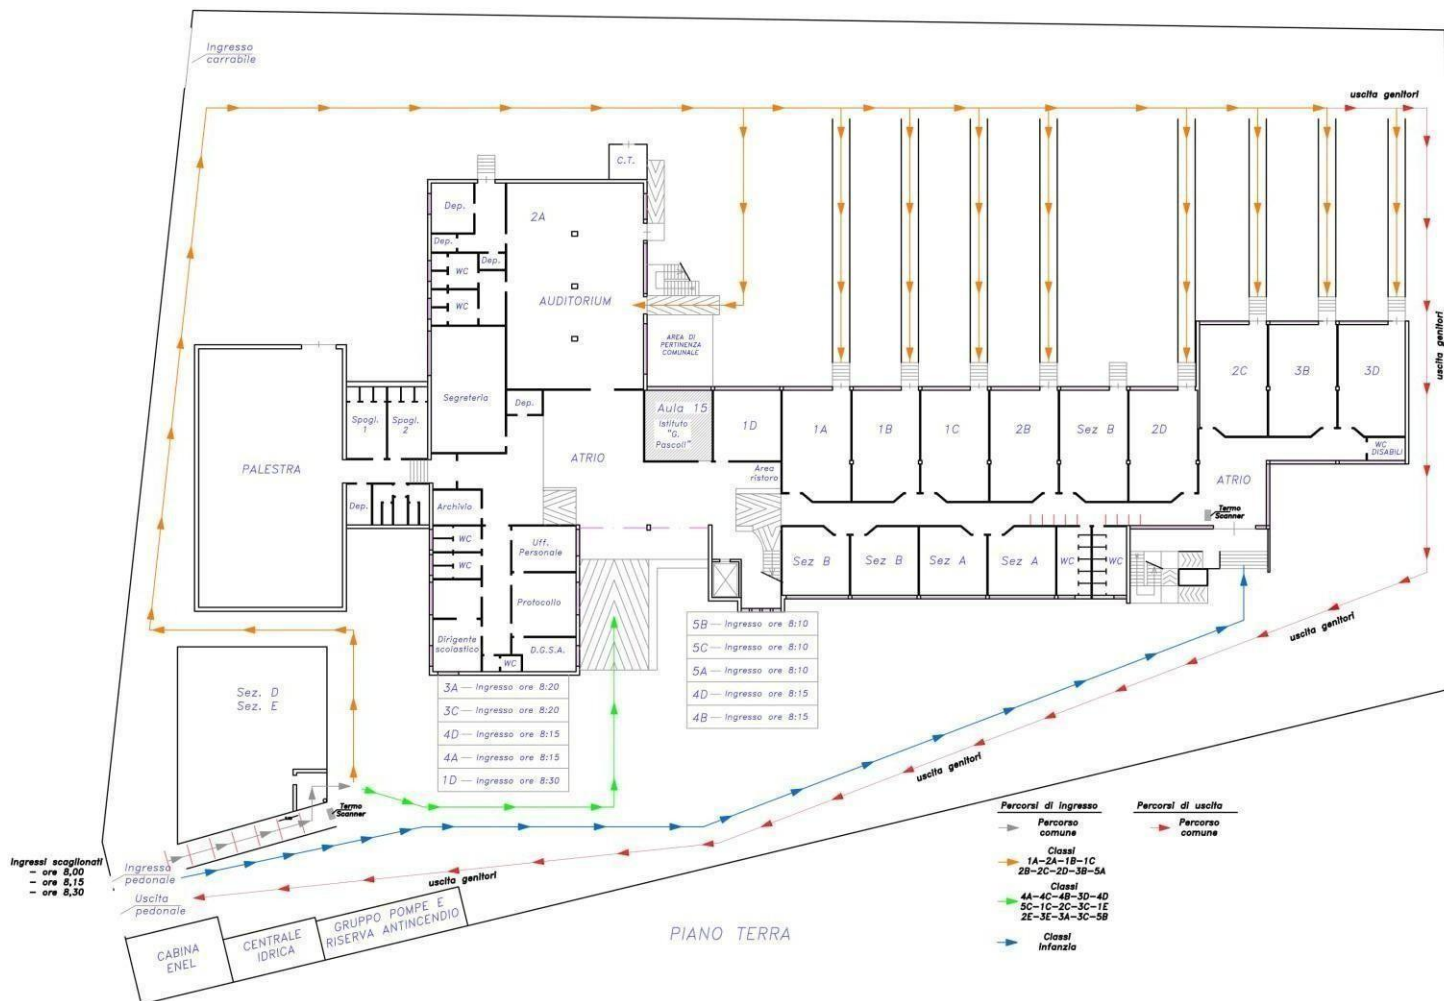 Ingresso
carrabile
uscita genitori
C.T.
Dep.
2A
Dep.
Dep.
WC
WC
AUDITORIUM
AREA DI
PERTINENZA
COMUNALE
uscita genitori
2C
3B
3D
Segreteria
Dep.
Spogl.
1
Spogl.
2
Aula 15
Istituto
"G.
Pascoli"
1D
1A
1B
1C
2B
Sez B
2D
WC
DISABILI
PALESTRA
ATRIO
Area
ristoro
ATRIO
Dep.
Archivio
Termo
Scanner
WC
WC
Uff.
Personale
Sez B
Sez B
Sez A
Sez A
WC
WC
Protocollo
Dirigente
scolastico
D.G.S.A.
WC
5B — Ingresso ore 8:10
5C — Ingresso ore 8:10
5A — Ingresso ore 8:10
4D — Ingresso ore 8:15
4B — Ingresso ore 8:15
uscita genitori
Sez. D
Sez. E
3A — Ingresso ore 8:20
3C — Ingresso ore 8:20
4D — Ingresso ore 8:15
4A — Ingresso ore 8:15
1D — Ingresso ore 8:30
uscita genitori
Termo
Scanner
Ingressi scaglionati
- ore 8,00
- ore 8,15
- ore 8,30
Ingresso
pedonale
Uscita
pedonale
uscita genitori
CABINA
ENEL
CENTRALE
IDRICA
GRUPPO POMPE E
RISERVA ANTINCENDIO
PIANO TERRA
Percorsi di ingresso
Percorso
comune
Classi
1A-2A-1B-1C
2B-2C-2D-3B-5A
Classi
4A-4C-4B-3D-4D
5C-1C-2C-3C-1E
2E-3E-3A-3C-5B
Classi
Infanzia
Percorsi di uscita
Percorso
comune